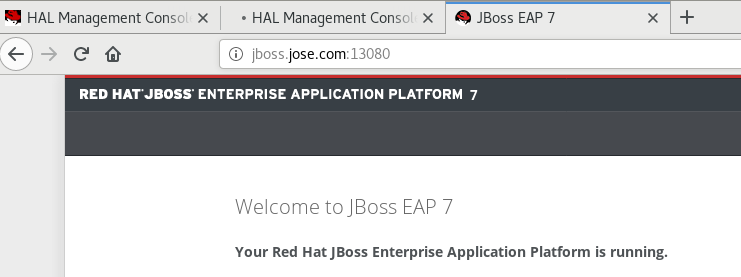 HAL Management Consol
HAL Management Consol
JBoss EAP 7
jboss.jose.com:13080
RED HAT® JBOSS® ENTERPRISE APPLICATION PLATFORM 7
Welcome to JBoss EAP 7
Your Red Hat JBoss Enterprise Application Platform is running.